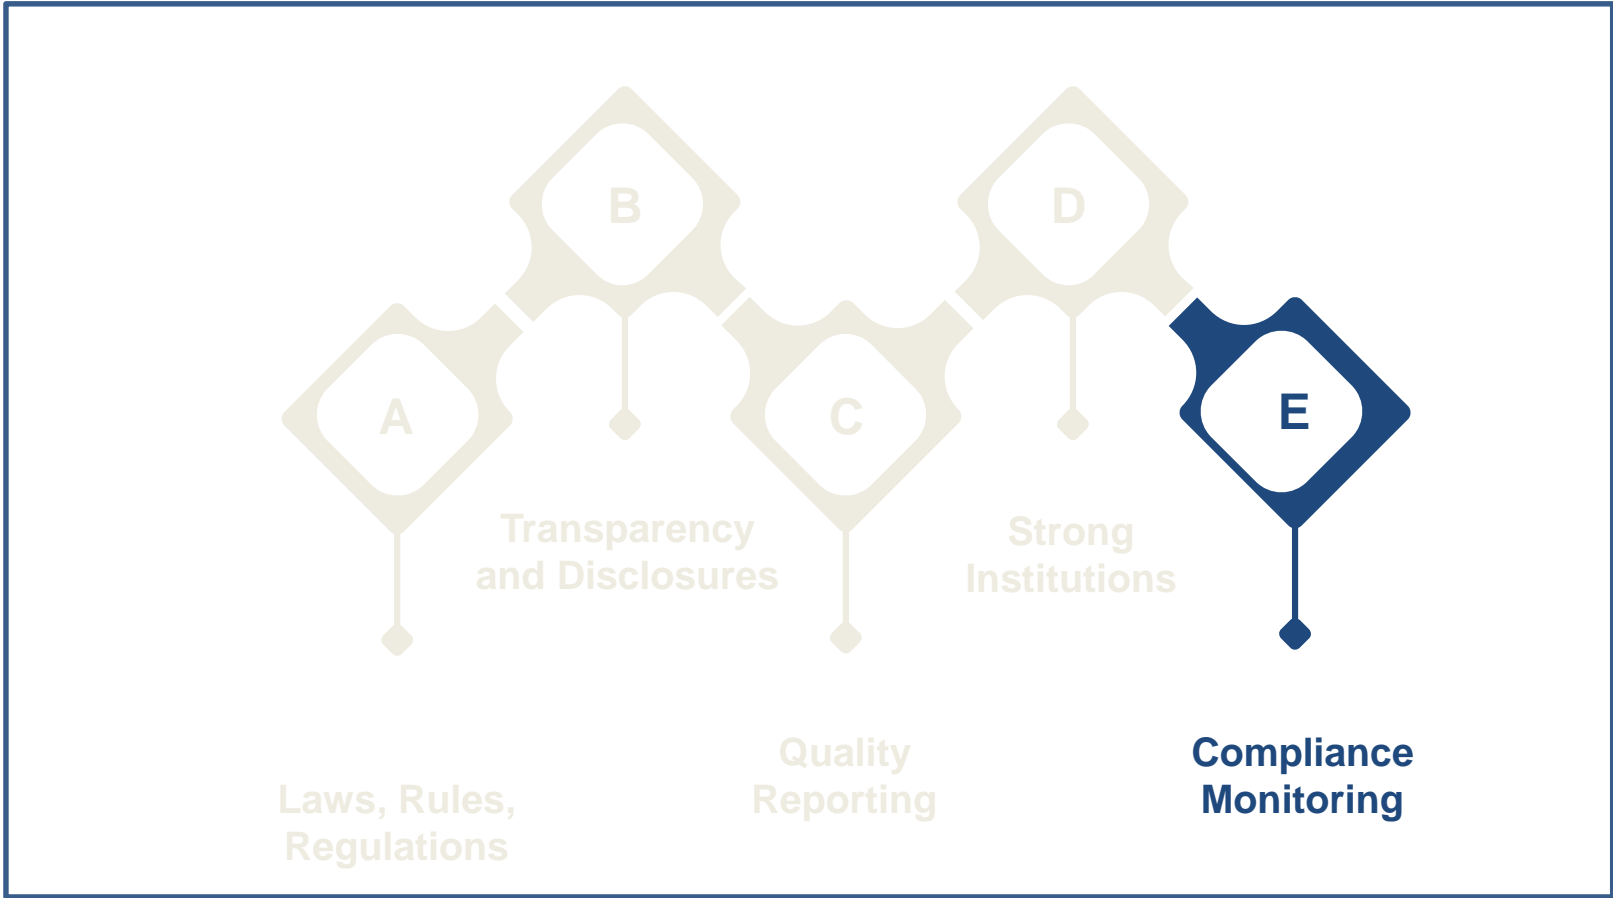 A
Laws, Rules,
Regulations
B
Transparency
and Disclosures
C
Quality
Reporting
D
Strong
Institutions
E
Compliance
Monitoring